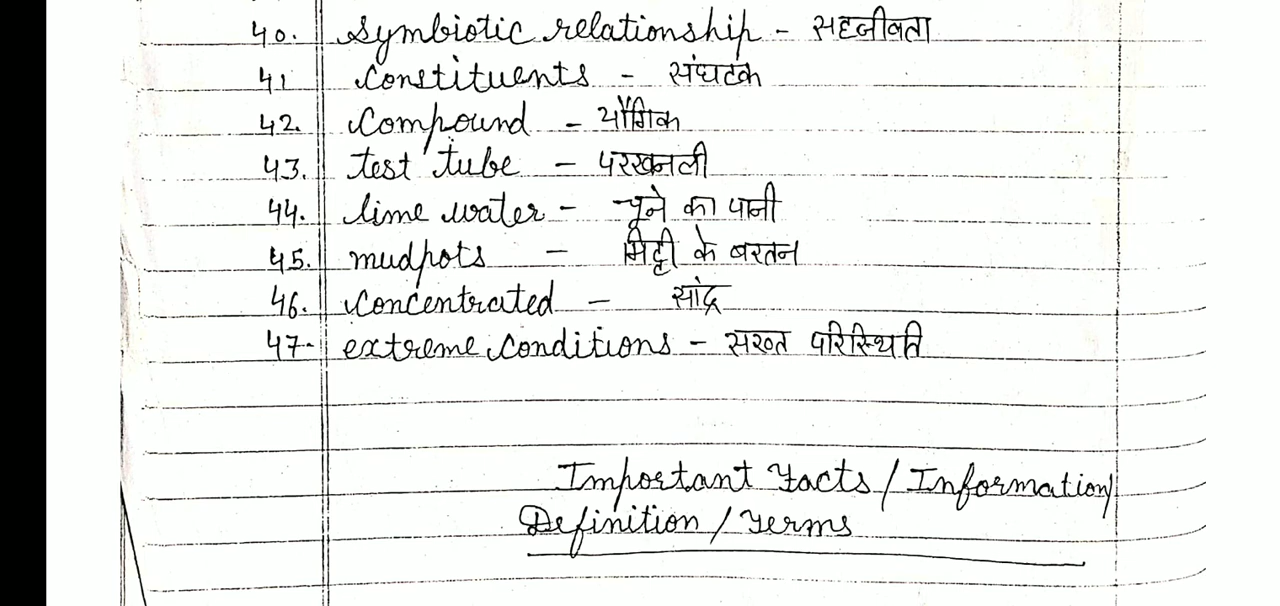 40. Symbiotic relationship - सहजीवता
41 Constituents - संघटक
42. Compound - यौगिक
43. test tube - परखनली
44. lime water - चूने का पानी
45. mudpots - मिट्टी के बरतन
46. Concentrated - सांद्र
47. extreme conditions - सख्त परिस्थिति
Important Facts / Information /
Definition / Terms